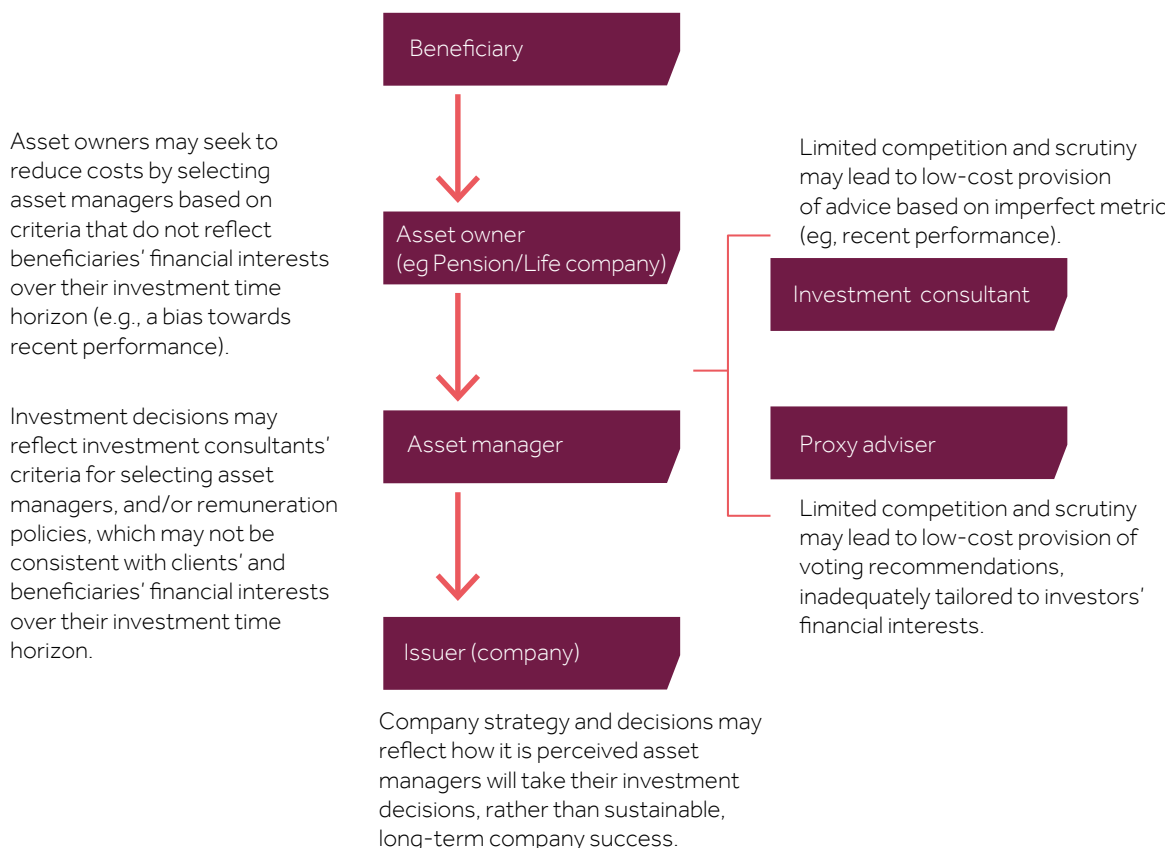 Beneficiary
Asset owners may seek to
reduce costs by selecting
asset managers based on
criteria that do not reflect
beneficiaries' financial interests
over their investment time
horizon (e.g., a bias towards
recent performance).
Limited competition and scrutiny
may lead to low-cost provision
of advice based on imperfect metric
(eg, recent performance).
Asset owner
(eg Pension/Life company)
Investment consultant
Investment decisions may
reflect investment consultants'
criteria for selecting asset
managers, and/or remuneration
policies, which may not be
consistent with clients' and
beneficiaries' financial interests
over their investment time
horizon.
Asset manager
Proxy adviser
Limited competition and scrutiny
may lead to low-cost provision of
voting recommendations,
inadequately tailored to investors'
financial interests.
Issuer (company)
Company strategy and decisions may
reflect how it is perceived asset
managers will take their investment
decisions, rather than sustainable,
long-term company success.